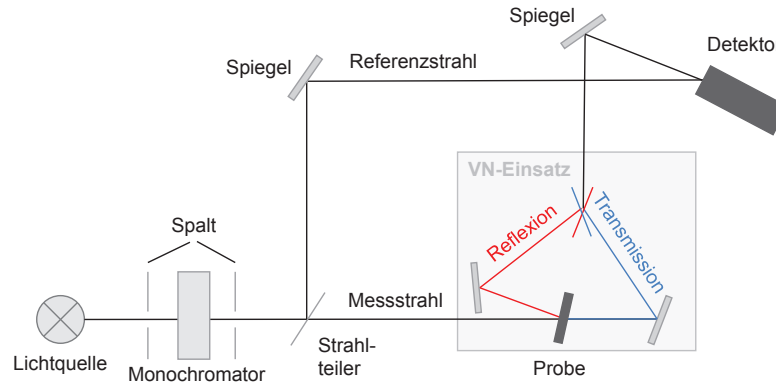 Spiegel
Detekto
Spiegel
Referenzstrahl
VN-Einsatz
Reflexion
Transmission
Spalt
Messstrahl
Lichtquelle
Monochromator
Strahl-
teiler
Probe